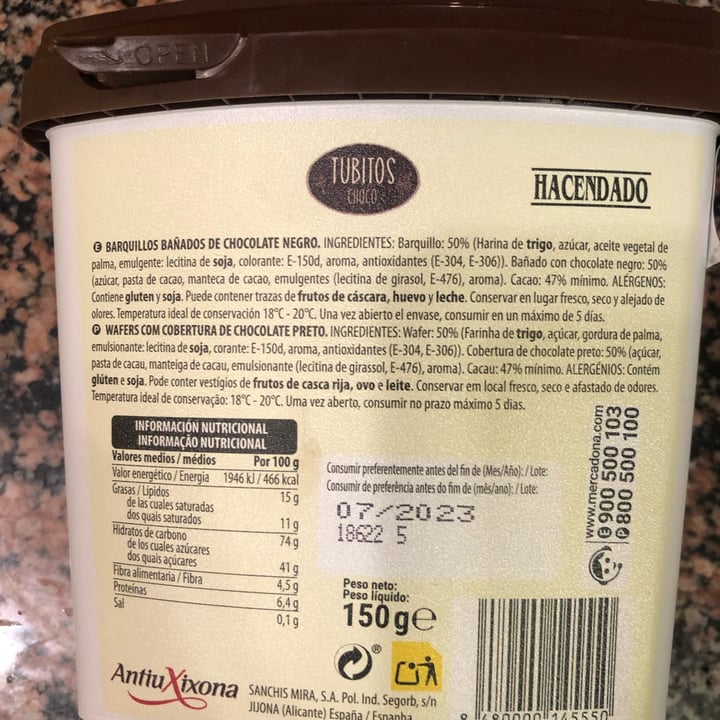 OPEN
TUBITOS
CHOCO
HACENDADO
E BARQUILLOS BAÑADOS DE CHOCOLATE NEGRO. INGREDIENTES: Barquillo: 50% (Harina de trigo, azúcar, aceite vegetal de
palma, emulgente: lecitina de soja, colorante: E-150d, aroma, antioxidantes (E-304, E-306)). Bañado con chocolate negro: 50%
(azúcar, pasta de cacao, manteca de cacao, emulgentes (lecitina de girasol, E-476), aroma). Cacao: 47% mínimo. ALÉRGENOS:
Contiene gluten y soja. Puede contener trazas de frutos de cáscara, huevo y leche. Conservar en lugar fresco, seco y alejado de
olores. Temperatura ideal de conservación 18°C - 20°C. Una vez abierto el envase, consumir en un máximo de 5 días.
P WAFERS COM COBERTURA DE CHOCOLATE PRETO. INGREDIENTES: Wafer: 50% (Farinha de trigo, açúcar, gordura de palma,
emulsionante: lecitina de soja, corante: E-150d, aroma, antioxidantes (E-304, E-306)). Cobertura de chocolate preto: 50% (açúcar,
pasta de cacau, manteiga de cacau, emulsionante (lecitina de girassol, E-476), aroma). Cacau: 47% mínimo. ALERGÉNIOS: Contém
glúten e soja. Pode conter vestígios de frutos de casca rija, ovo e leite. Conservar em local fresco, seco e afastado de odores.
Temperatura ideal de conservação: 18°C - 20°C. Uma vez aberto, consumir no prazo máximo 5 dias.
INFORMACIÓN NUTRICIONAL
INFORMAÇÃO NUTRICIONAL
Valores medios / médios Por 100 g
Valor energético / Energia 1946 kJ / 466 kcal
Grasas / Lípidos 15 g
de las cuales saturadas
dos quais saturados 11 g
Hidratos de carbono 74 g
de los cuales azúcares
dos quais açúcares 41 g
Fibra alimentaria / Fibra 4,5 g
Proteínas 6,4 g
Sal 0,1 g
Consumir preferentemente antes del fin de (Mes/Año): / Lote:
Consumir de preferência antes do fim de (mês/ano): / Lote:
07/2023
18622 5
www.mercadona.com
E 900 500 103
P 800 500 100
Peso neto:
Peso líquido:
150 g e
AntiuXixona
SANCHIS MIRA, S.A. Pol. Ind. Segorb, s/n
JIJONA (Alicante) España / Espanha
8 480000 145550